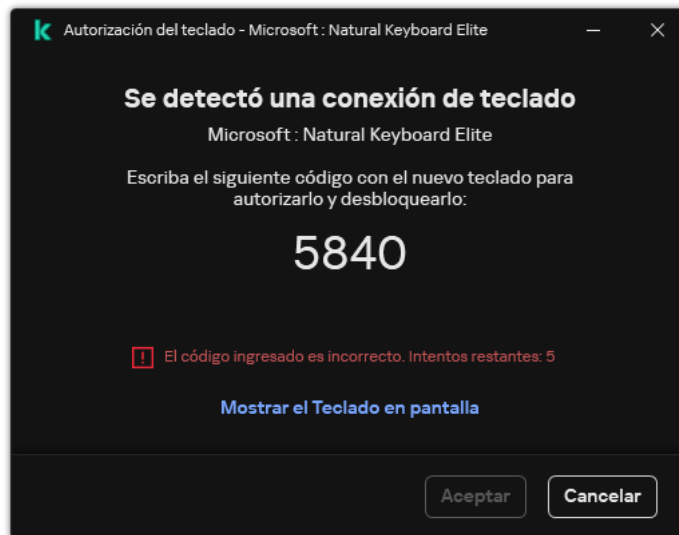 Autorización del teclado - Microsoft : Natural Keyboard Elite
Se detectó una conexión de teclado
Microsoft : Natural Keyboard Elite
Escriba el siguiente código con el nuevo teclado para
autorizarlo y desbloquearlo:
5840
El código ingresado es incorrecto. Intentos restantes: 5
Mostrar el Teclado en pantalla
Aceptar
Cancelar